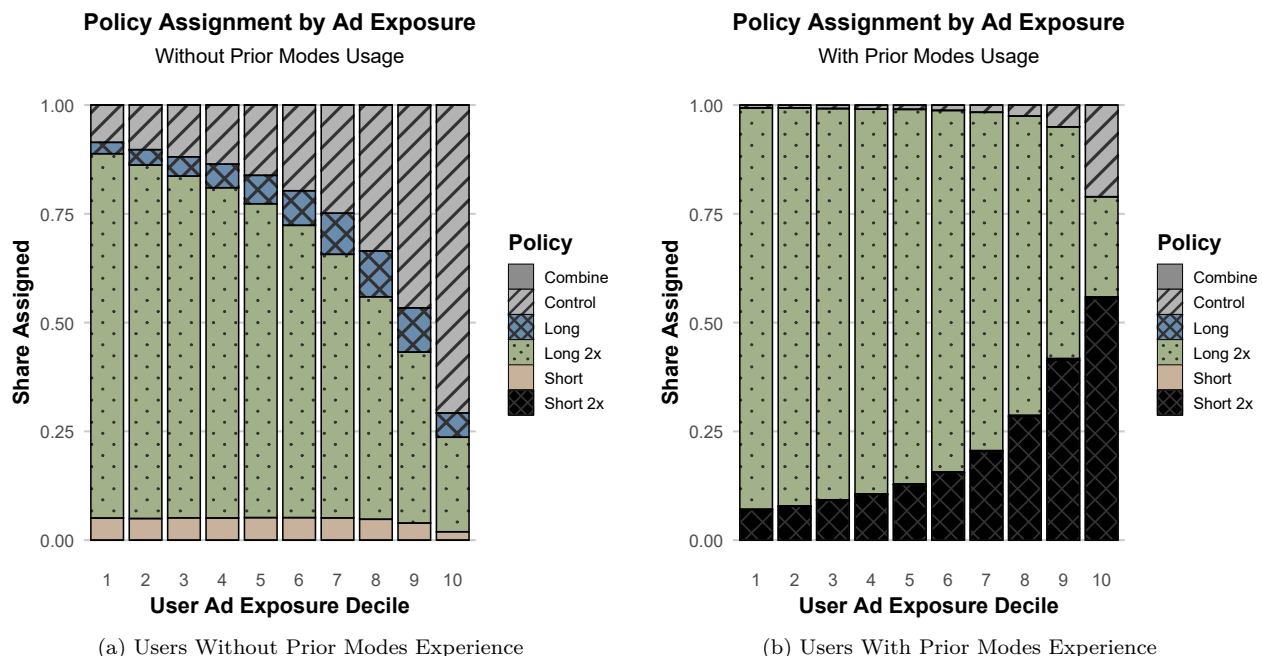 Policy Assignment by Ad Exposure
Without Prior Modes Usage
1.00
0.75
0.50
0.25
0.00
Share Assigned
1 2 3 4 5 6 7 8 9 10
User Ad Exposure Decile
Policy
Combine
Control
Long
Long 2x
Short
Short 2x
(a) Users Without Prior Modes Experience
Policy Assignment by Ad Exposure
With Prior Modes Usage
1.00
0.75
0.50
0.25
0.00
Share Assigned
1 2 3 4 5 6 7 8 9 10
User Ad Exposure Decile
Policy
Combine
Control
Long
Long 2x
Short
Short 2x
(b) Users With Prior Modes Experience